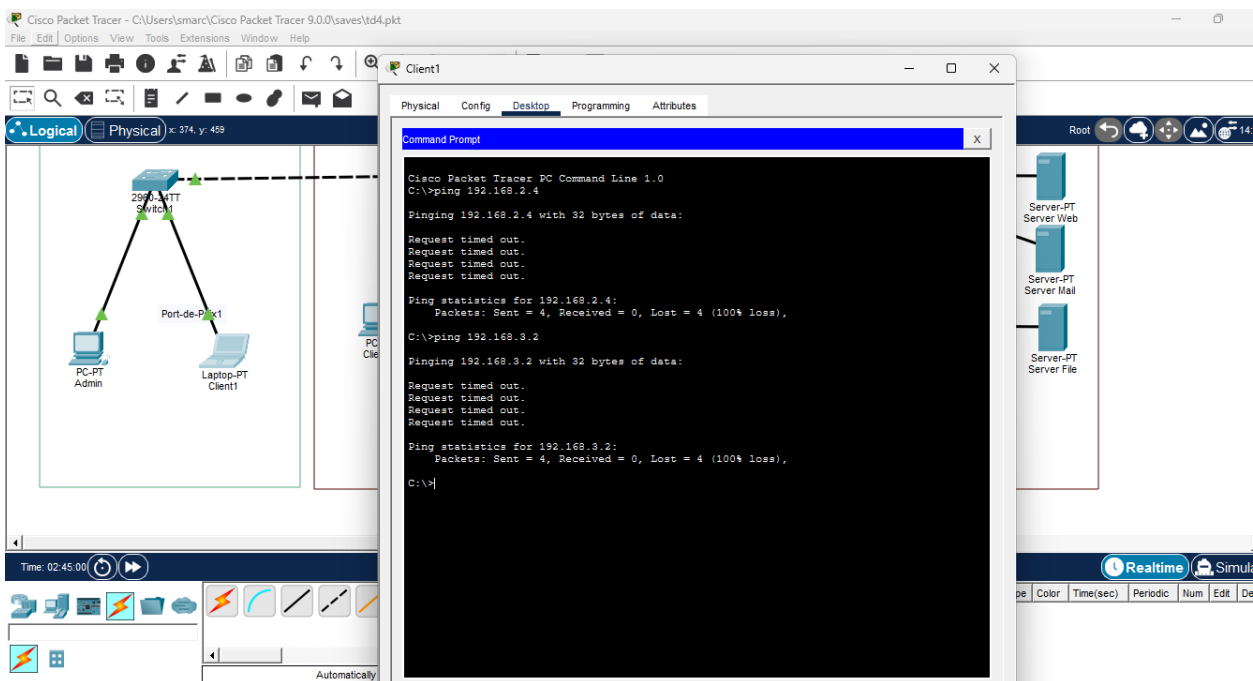 Cisco Packet Tracer - C:\Users\smarc\Cisco Packet Tracer 9.0.0\saves\td4.pkt
File Edit Options View Tools Extensions Window Help
Client1
Physical Config Desktop Programming Attributes
Logical Physical x: 374, y: 459
Root
14:
Command Prompt
X
Cisco Packet Tracer PC Command Line 1.0
C:\>ping 192.168.2.4
Pinging 192.168.2.4 with 32 bytes of data:
Request timed out.
Request timed out.
Request timed out.
Request timed out.
Ping statistics for 192.168.2.4:
Packets: Sent = 4, Received = 0, Lost = 4 (100% loss),
C:\>ping 192.168.3.2
Pinging 192.168.3.2 with 32 bytes of data:
Request timed out.
Request timed out.
Request timed out.
Request timed out.
Ping statistics for 192.168.3.2:
Packets: Sent = 4, Received = 0, Lost = 4 (100% loss),
C:\>
2960-24TT
Switch1
PC-PT
Admin
Laptop-PT
Client1
PC
Clie
Server-PT
Server Web
Server-PT
Server Mail
Server-PT
Server File
Time: 02:45:00
Realtime
Simula
Color Time(sec) Periodic Num Edit De
Automatically